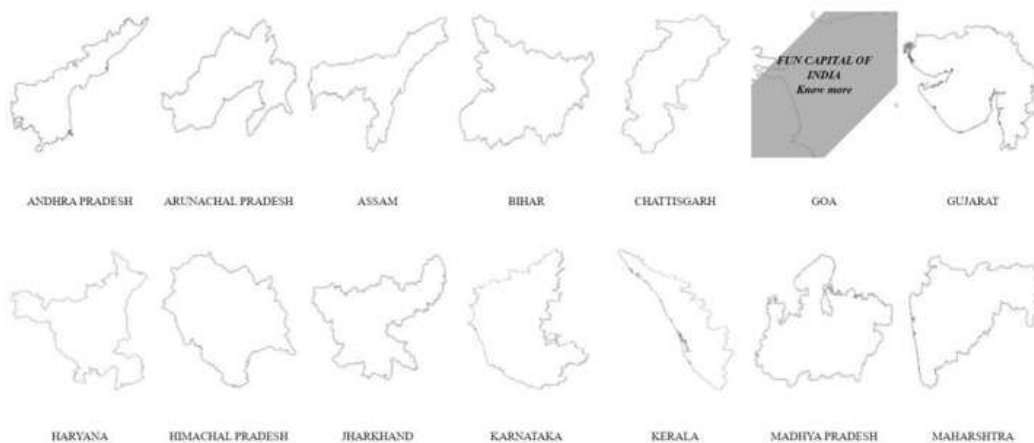 FUN CAPITAL OF
INDIA
Know more
ANDHRA PRADESH ARUNACHAL PRADESH ASSAM BIHAR CHATTISGARH GOA GUJARAT
HARYANA HIMACHAL PRADESH JHARKHAND KARNATAKA KERALA MADHYA PRADESH MAHARSHTRA